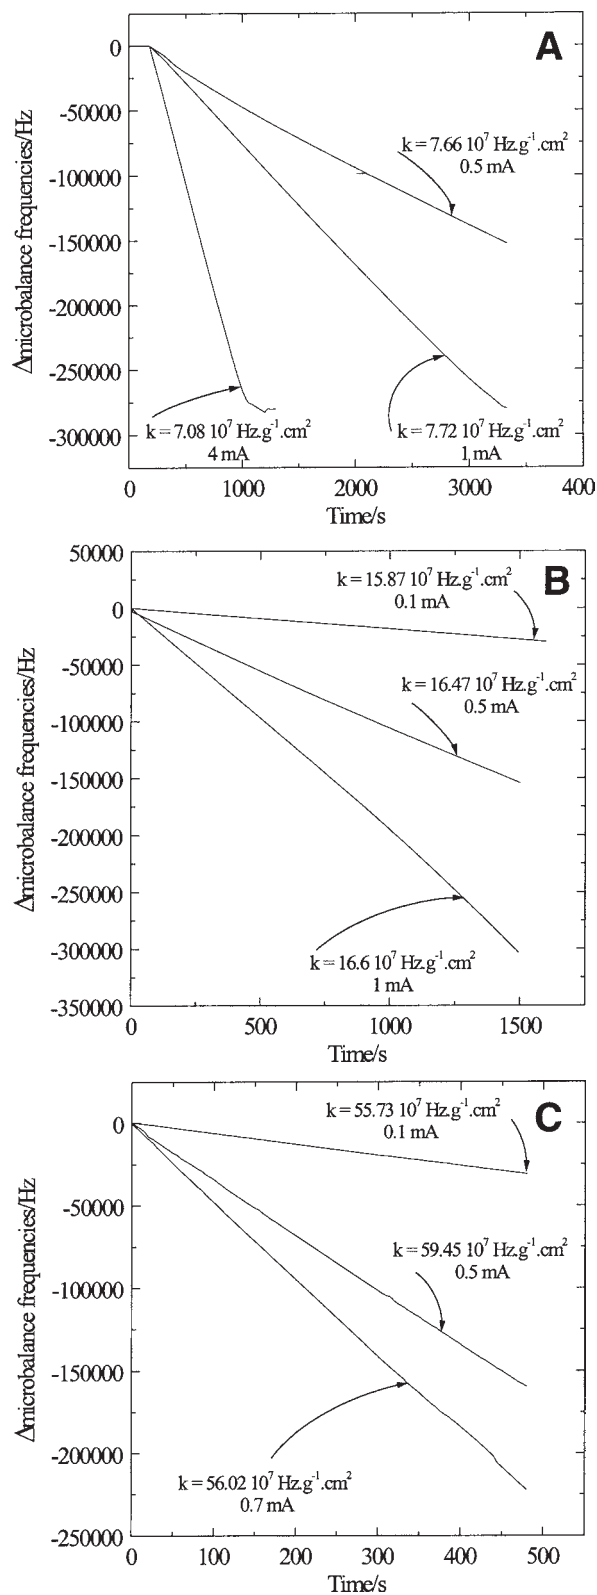 A
0
-50000
-100000
-150000
-200000
-250000
-300000
Δmicrobalance frequencies/Hz
k = 7.66 10⁷ Hz.g⁻¹.cm²
0.5 mA
k = 7.08 10⁷ Hz.g⁻¹.cm²
4 mA
k = 7.72 10⁷ Hz.g⁻¹.cm²
1 mA
0 1000 2000 3000 400
Time/s
B
50000
0
-50000
-100000
-150000
-200000
-250000
-300000
-350000
Δmicrobalance frequencies/Hz
k = 15.87 10⁷ Hz.g⁻¹.cm²
0.1 mA
k = 16.47 10⁷ Hz.g⁻¹.cm²
0.5 mA
k = 16.6 10⁷ Hz.g⁻¹.cm²
1 mA
0 500 1000 1500
Time/s
C
0
-50000
-100000
-150000
-200000
-250000
Δmicrobalance frequencies/Hz
k = 55.73 10⁷ Hz.g⁻¹.cm²
0.1 mA
k = 59.45 10⁷ Hz.g⁻¹.cm²
0.5 mA
k = 56.02 10⁷ Hz.g⁻¹.cm²
0.7 mA
0 100 200 300 400 500
Time/s